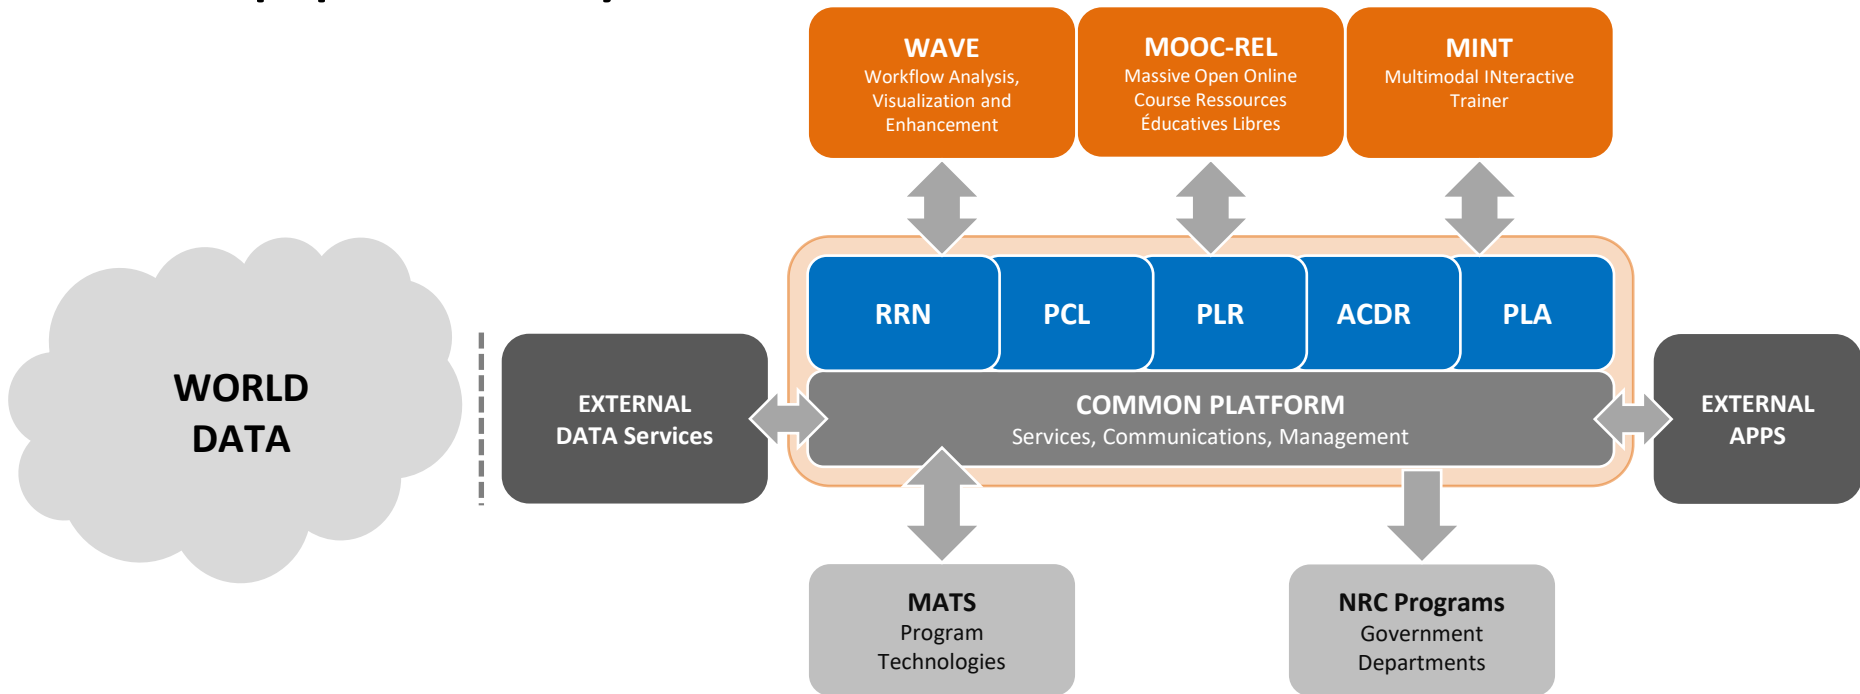 WAVE
Workflow Analysis,
Visualization and
Enhancement
MOOC-REL
Massive Open Online
Course Ressources
Éducatives Libres
MINT
Multimodal INteractive
Trainer
RRN
PCL
PLR
ACDR
PLA
WORLD
DATA
EXTERNAL
DATA Services
COMMON PLATFORM
Services, Communications, Management
EXTERNAL
APPS
MATS
Program
Technologies
NRC Programs
Government
Departments